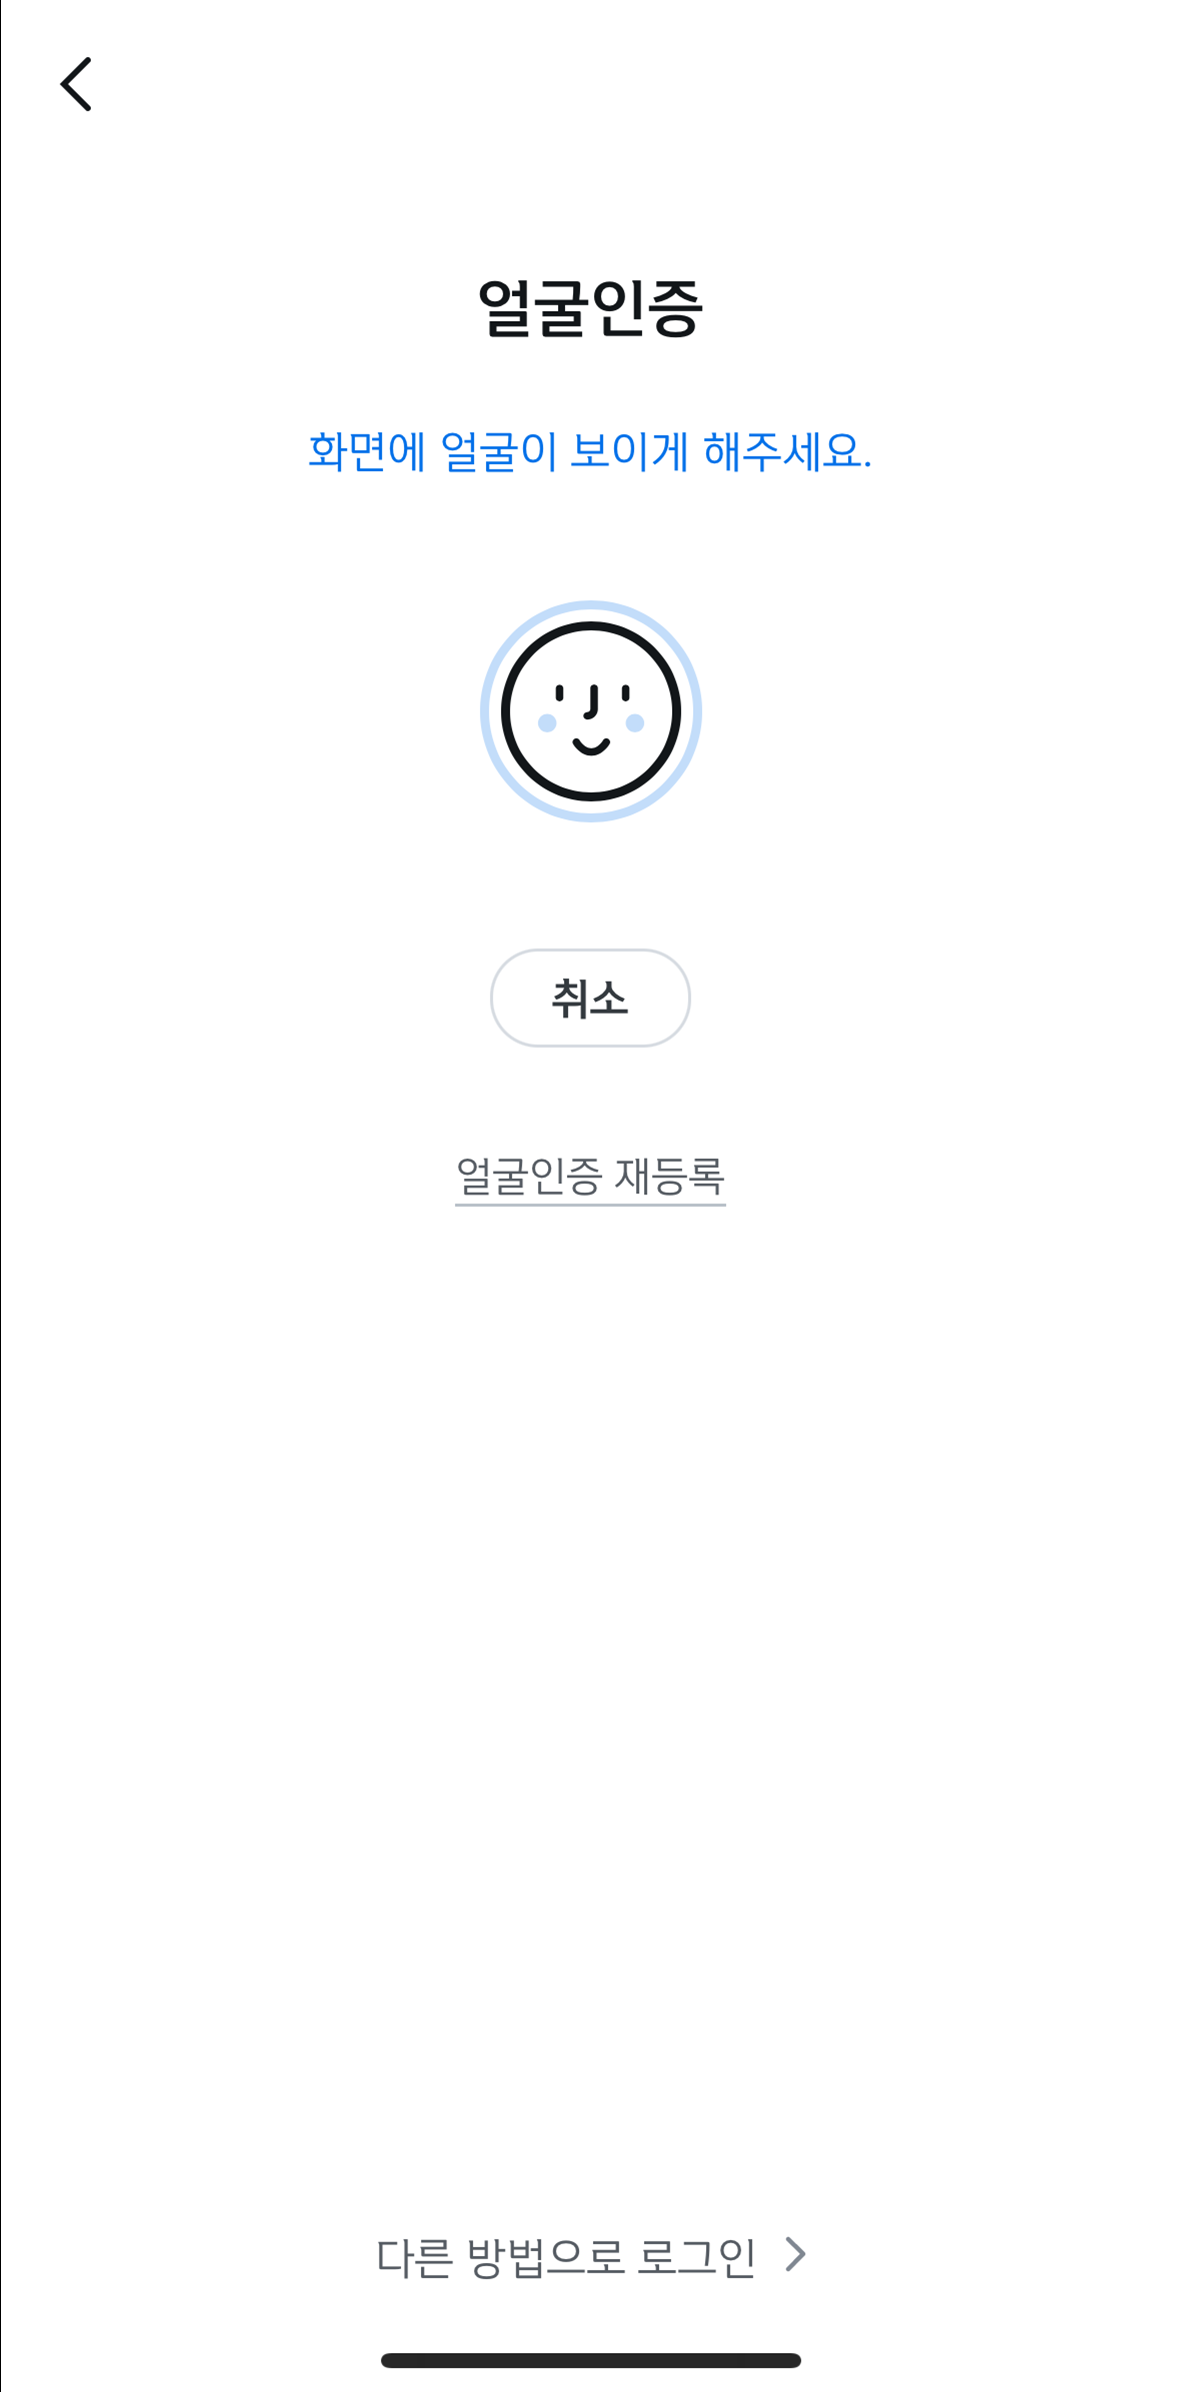 얼굴인증
화면에 얼굴이 보이게 해주세요.
취소
얼굴인증 재등록
다른 방법으로 로그인